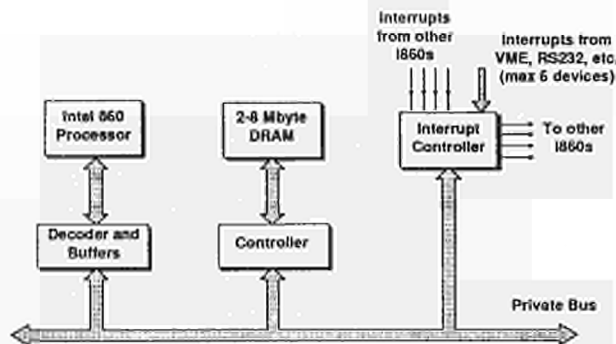 Interrupts
from other
I860s
Interrupts from
VME, RS232, etc.
(max 6 devices)
Intel 860
Processor
2-8 Mbyte
DRAM
Interrupt
Controller
To other
I860s
Decoder and
Buffers
Controller
Private Bus